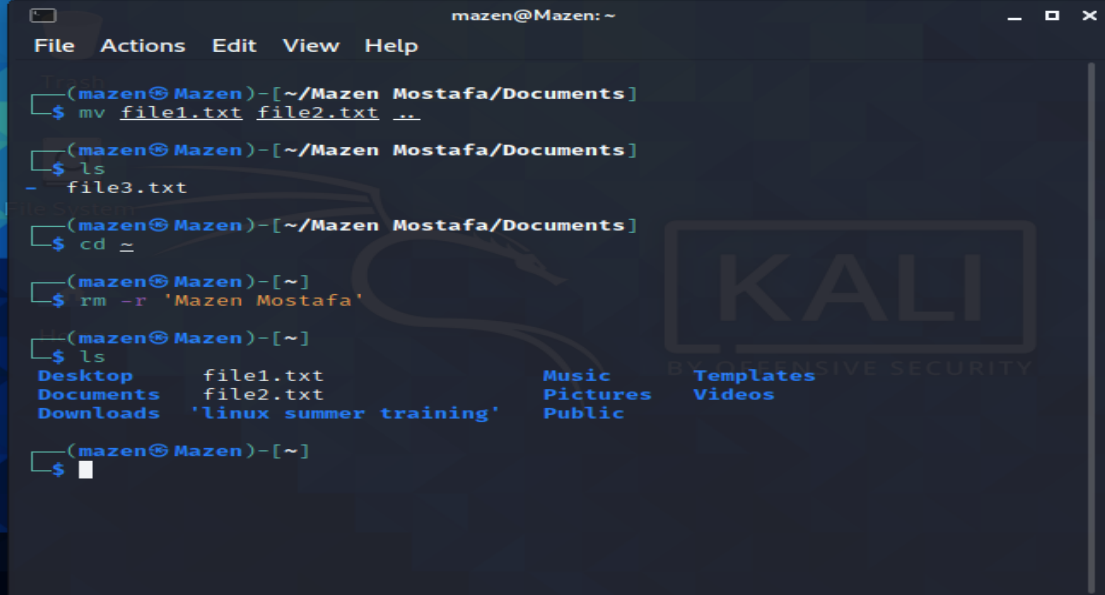 mazen@Mazen: ~
File Actions Edit View Help
Trash
┌──(mazen㉿Mazen)-[~/Mazen Mostafa/Documents]
└─$ mv file1.txt file2.txt ..
┌──(mazen㉿Mazen)-[~/Mazen Mostafa/Documents]
└─$ ls
- file3.txt
File System
┌──(mazen㉿Mazen)-[~/Mazen Mostafa/Documents]
└─$ cd ~
┌──(mazen㉿Mazen)-[~]
└─$ rm -r 'Mazen Mostafa'
┌──(mazen㉿Mazen)-[~]
└─$ ls
Desktop file1.txt Music Templates
Documents file2.txt Pictures Videos
Downloads 'linux summer training' Public
┌──(mazen㉿Mazen)-[~]
└─$
KALI
BY OFFENSIVE SECURITY